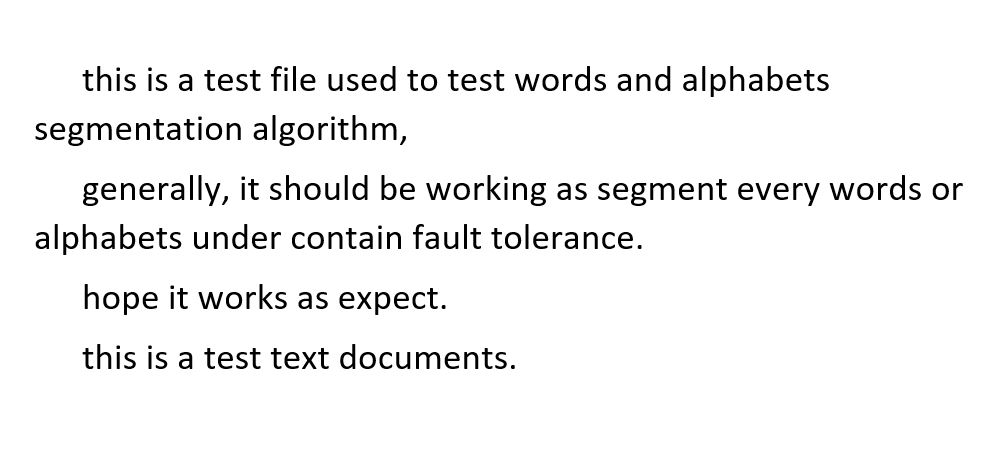 this is a test file used to test words and alphabets
segmentation algorithm,
generally, it should be working as segment every words or
alphabets under contain fault tolerance.
hope it works as expect.
this is a test text documents.